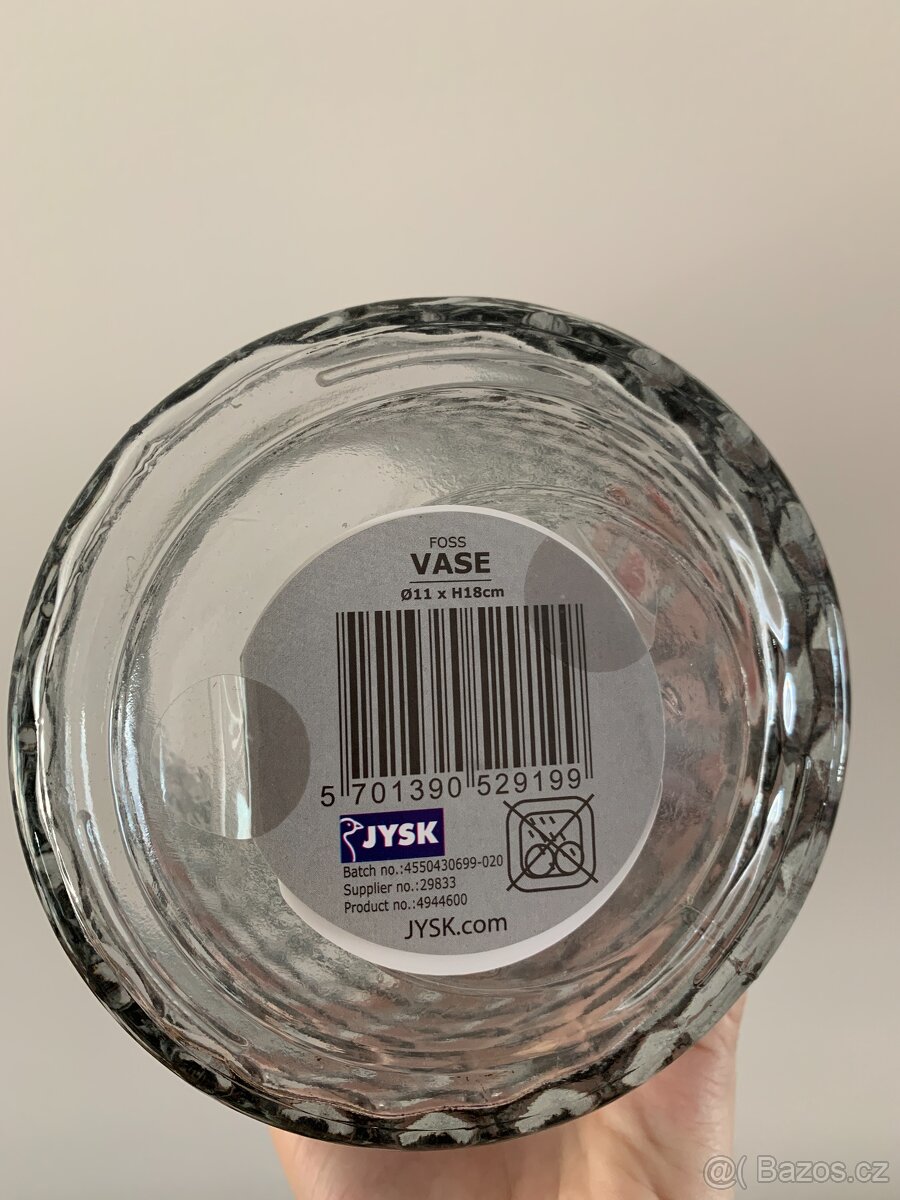 FOSS
VASE
Ø11 x H18cm
5 701390 529199
JYSK
Batch no.:4550430699-020
Supplier no.:29833
Product no.:4944600
JYSK.com
@( Bazos.cz